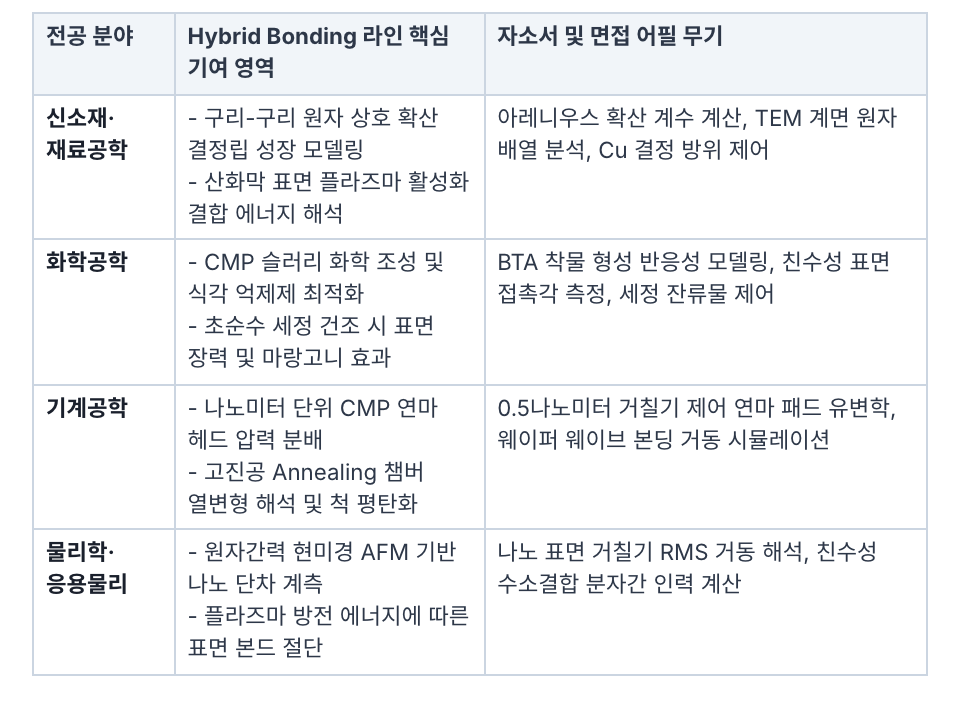 전공 분야
Hybrid Bonding 라인 핵심
기여 영역
자소서 및 면접 어필 무기
신소재·
재료공학
- 구리-구리 원자 상호 확산
결정립 성장 모델링
- 산화막 표면 플라즈마 활성화
결합 에너지 해석
아레니우스 확산 계수 계산, TEM 계면 원자
배열 분석, Cu 결정 방위 제어
화학공학
- CMP 슬러리 화학 조성 및
식각 억제제 최적화
- 초순수 세정 건조 시 표면
장력 및 마랑고니 효과
BTA 착물 형성 반응성 모델링, 친수성 표면
접촉각 측정, 세정 잔류물 제어
기계공학
- 나노미터 단위 CMP 연마
헤드 압력 분배
- 고진공 Annealing 챔버
열변형 해석 및 척 평탄화
0.5나노미터 거칠기 제어 연마 패드 유변학,
웨이퍼 웨이브 본딩 거동 시뮬레이션
물리학·
응용물리
- 원자간력 현미경 AFM 기반
나노 단차 계측
- 플라즈마 방전 에너지에 따른
표면 본드 절단
나노 표면 거칠기 RMS 거동 해석, 친수성
수소결합 분자간 인력 계산